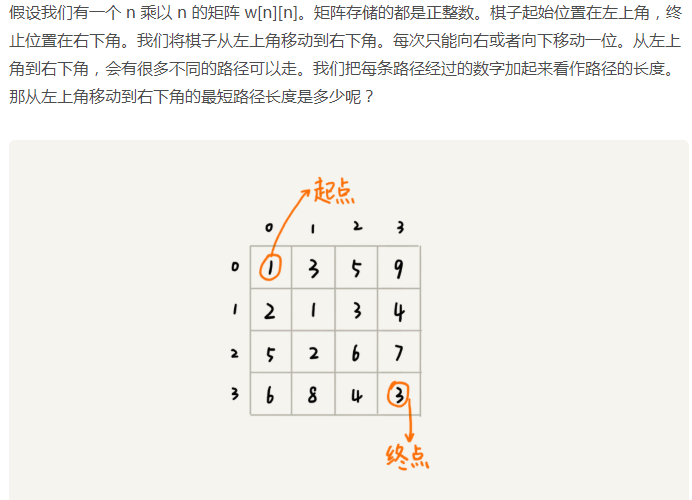 假设我们有一个 n 乘以 n 的矩阵 w[n][n]。矩阵存储的都是正整数。棋子起始位置在左上角，终
止位置在右下角。我们将棋子从左上角移动到右下角。每次只能向右或者向下移动一位。从左上
角到右下角，会有很多不同的路径可以走。我们把每条路径经过的数字加起来看作路径的长度。
那从左上角移动到右下角的最短路径长度是多少呢？
起点
0 1 2 3
0 1 3 5 9
1 2 1 3 4
2 5 2 6 7
3 6 8 4 3
终点